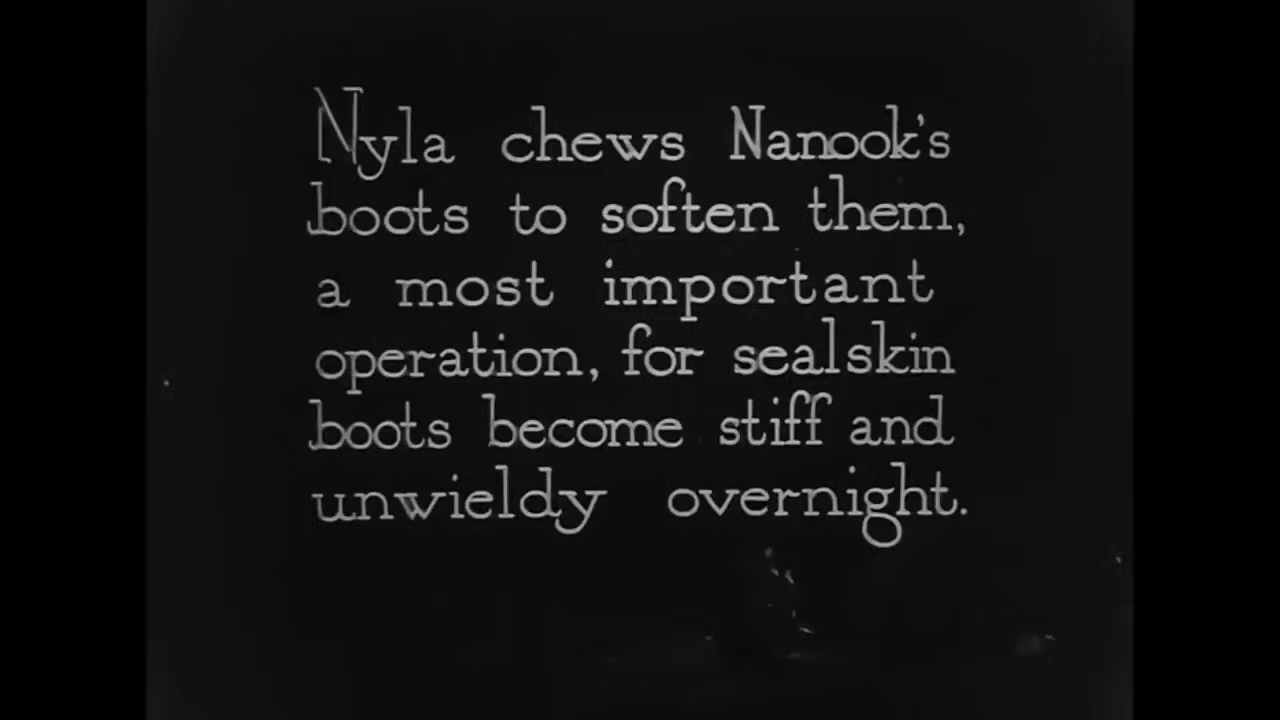 Nyla chews Nanook's
boots to soften them,
a most important
operation, for sealskin
boots become stiff and
unwieldy overnight.